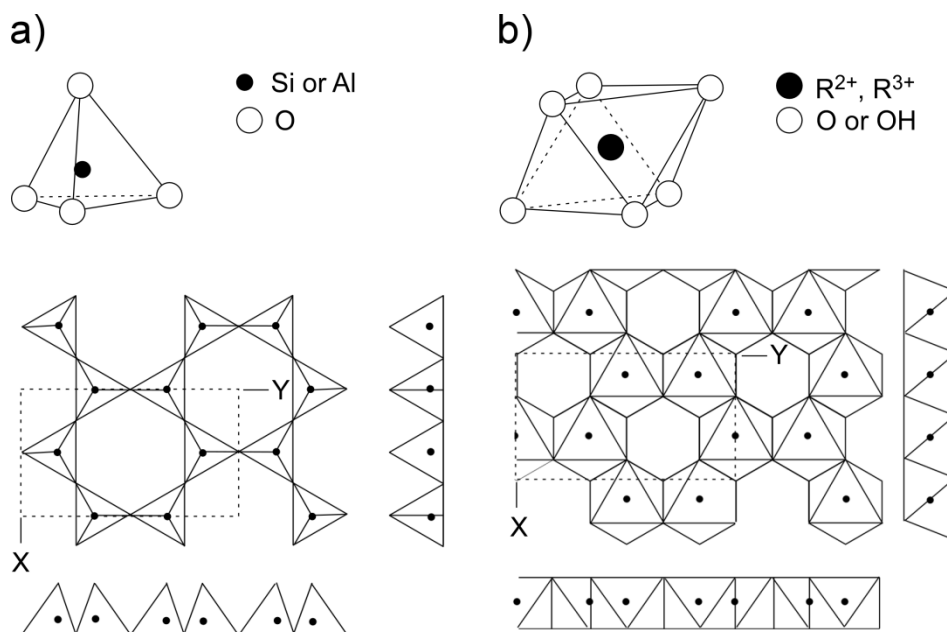 a)
Si or Al
O
b)
R²⁺, R³⁺
O or OH
Y
X
Y
X